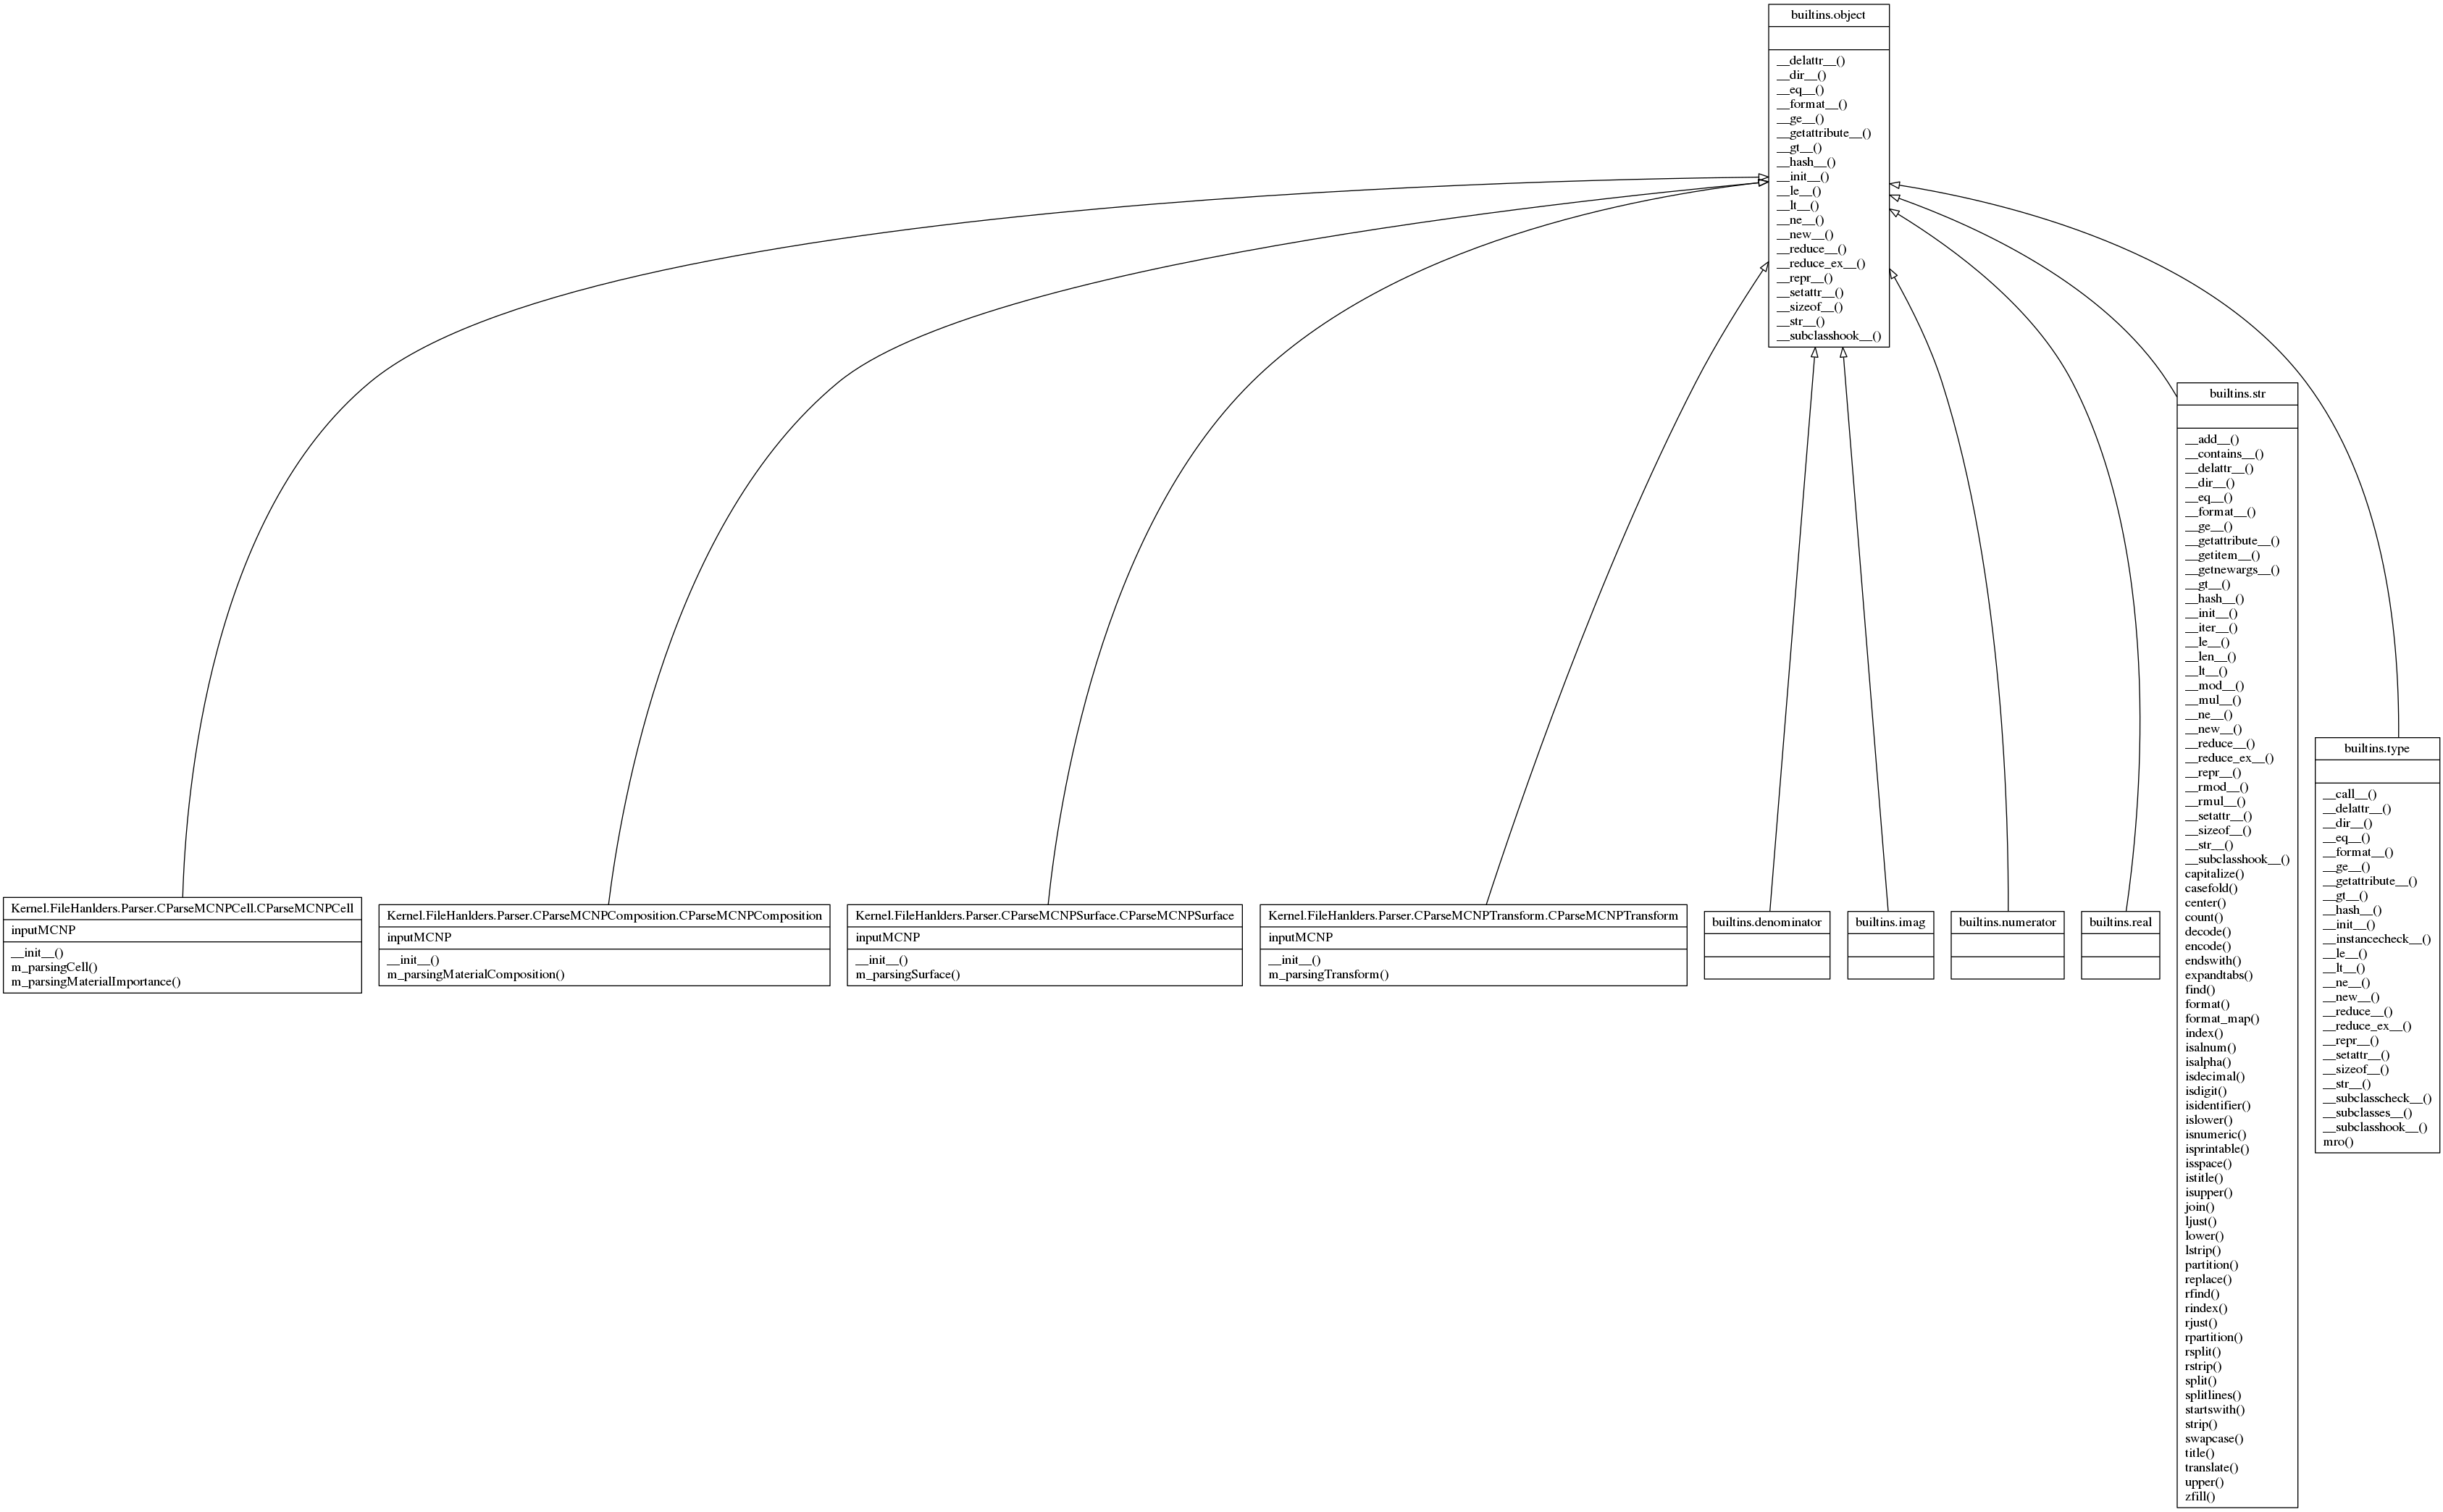 builtins.object
__delattr__()
__dir__()
__eq__()
__format__()
__ge__()
__getattribute__()
__gt__()
__hash__()
__init__()
__le__()
__lt__()
__ne__()
__new__()
__reduce__()
__reduce_ex__()
__repr__()
__setattr__()
__sizeof__()
__str__()
__subclasshook__()
Kernel.FileHanlders.Parser.CParseMCNPCell.CParseMCNPCell
inputMCNP
__init__()
m_parsingCell()
m_parsingMaterialImportance()
Kernel.FileHanlders.Parser.CParseMCNPComposition.CParseMCNPComposition
inputMCNP
__init__()
m_parsingMaterialComposition()
Kernel.FileHanlders.Parser.CParseMCNPSurface.CParseMCNPSurface
inputMCNP
__init__()
m_parsingSurface()
Kernel.FileHanlders.Parser.CParseMCNPTransform.CParseMCNPTransform
inputMCNP
__init__()
m_parsingTransform()
builtins.denominator
builtins.imag
builtins.numerator
builtins.real
builtins.str
__add__()
__contains__()
__delattr__()
__dir__()
__eq__()
__format__()
__ge__()
__getattribute__()
__getitem__()
__getnewargs__()
__gt__()
__hash__()
__init__()
__iter__()
__le__()
__len__()
__lt__()
__mod__()
__mul__()
__ne__()
__new__()
__reduce__()
__reduce_ex__()
__repr__()
__rmod__()
__rmul__()
__setattr__()
__sizeof__()
__str__()
__subclasshook__()
capitalize()
casefold()
center()
count()
decode()
encode()
endswith()
expandtabs()
find()
format()
format_map()
index()
isalnum()
isalpha()
isdecimal()
isdigit()
isidentifier()
islower()
isnumeric()
isprintable()
isspace()
istitle()
isupper()
join()
ljust()
lower()
lstrip()
partition()
replace()
rfind()
rindex()
rjust()
rpartition()
rsplit()
rstrip()
split()
splitlines()
startswith()
strip()
swapcase()
title()
translate()
upper()
zfill()
builtins.type
__call__()
__delattr__()
__dir__()
__eq__()
__format__()
__ge__()
__getattribute__()
__gt__()
__hash__()
__init__()
__instancecheck__()
__le__()
__lt__()
__ne__()
__new__()
__reduce__()
__reduce_ex__()
__repr__()
__setattr__()
__sizeof__()
__str__()
__subclasscheck__()
__subclasses__()
__subclasshook__()
mro()